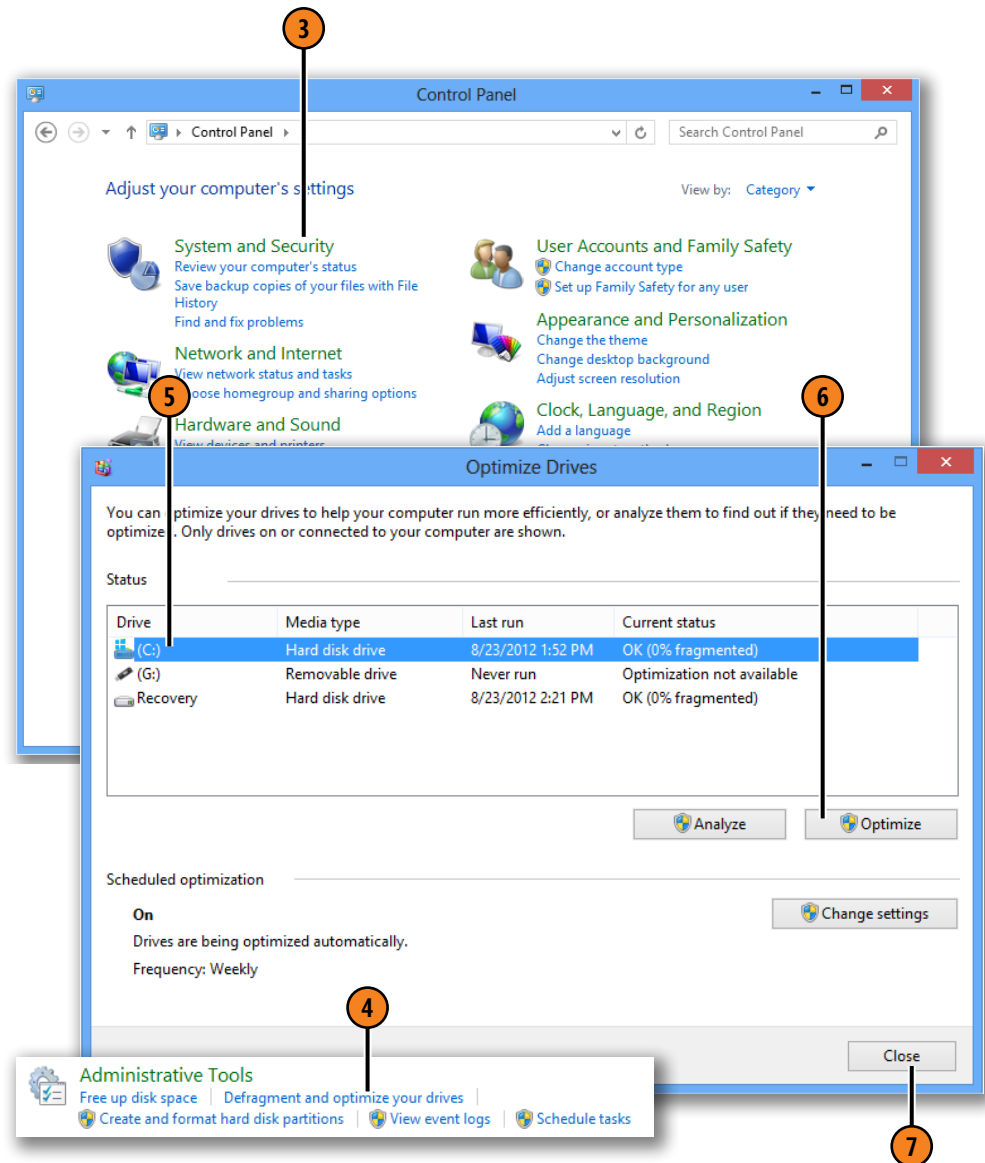 3
Control Panel
Control Panel
Search Control Panel
Adjust your computer's settings
View by: Category
System and Security
Review your computer's status
Save backup copies of your files with File
History
Find and fix problems
Network and Internet
View network status and tasks
homegroup and sharing options
Hardware and Sound
View devices and printers
User Accounts and Family Safety
Change account type
Set up Family Safety for any user
Appearance and Personalization
Change the theme
Change desktop background
Adjust screen resolution
Clock, Language, and Region
Add a language
5
6
Optimize Drives
You can optimize your drives to help your computer run more efficiently, or analyze them to find out if they need to be
optimized. Only drives on or connected to your computer are shown.
Status
Drive Media type Last run Current status
(C:) Hard disk drive 8/23/2012 1:52 PM OK (0% fragmented)
(G:) Removable drive Never run Optimization not available
Recovery Hard disk drive 8/23/2012 2:21 PM OK (0% fragmented)
Analyze
Optimize
Scheduled optimization
On
Change settings
Drives are being optimized automatically.
Frequency: Weekly
4
Close
Administrative Tools
Free up disk space Defragment and optimize your drives
Create and format hard disk partitions View event logs Schedule tasks
7